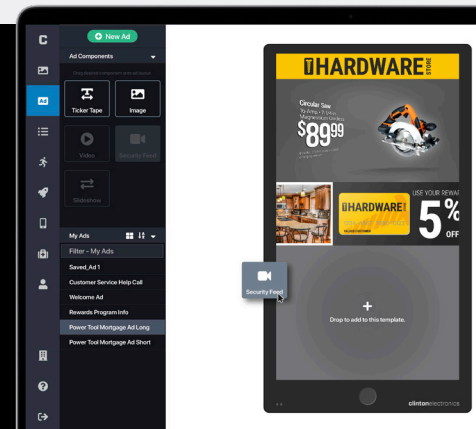 C
New Ad
Ad Components
Ad
Ticker Tape
Image
Video
Security Feed
Slideshow
My Ads
Filter - My Ads
Saved_Ad 1
Customer Service Help Call
Welcome Ad
Rewards Program Info
Power Tool Mortgage Ad Long
Power Tool Mortgage Ad Short
HARDWARE STORE
Circular Saw
$8999
HARDWARE
USE YOUR REWAR
5%
OFF
Security Feed
+
Drop to add to this template.
clintonelectronics